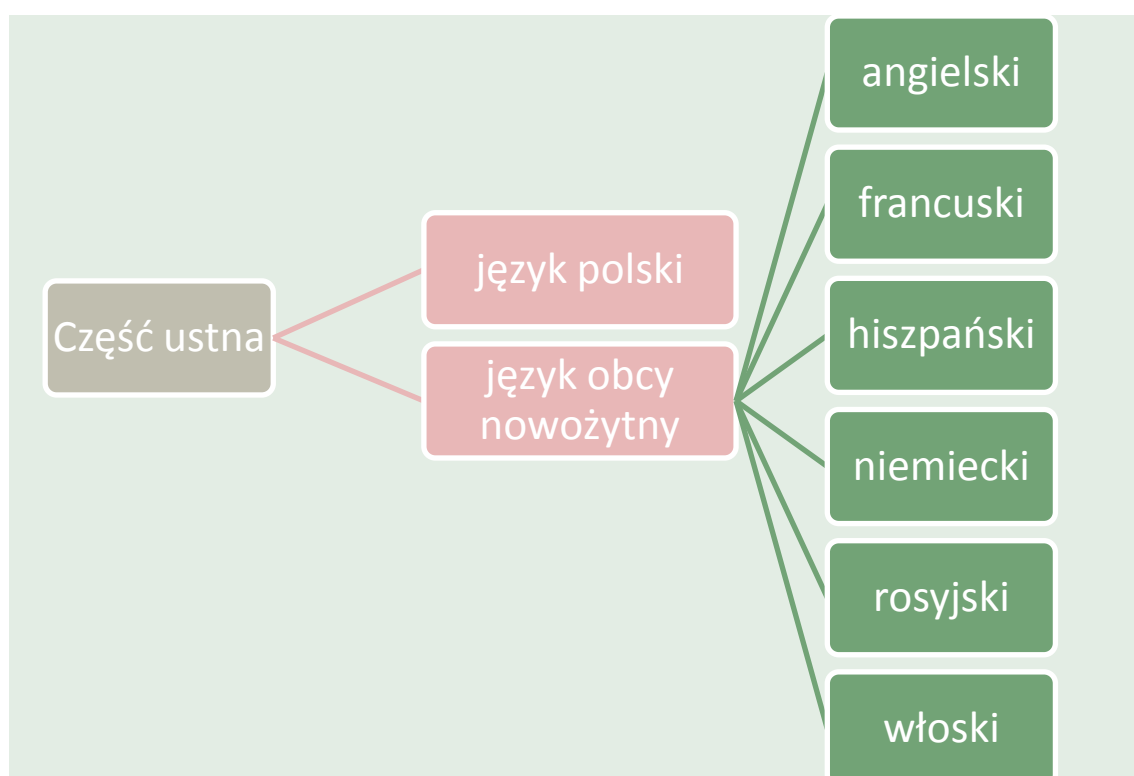 Część ustna
język polski
język obcy
nowożytny
angielski
francuski
hiszpański
niemiecki
rosyjski
włoski